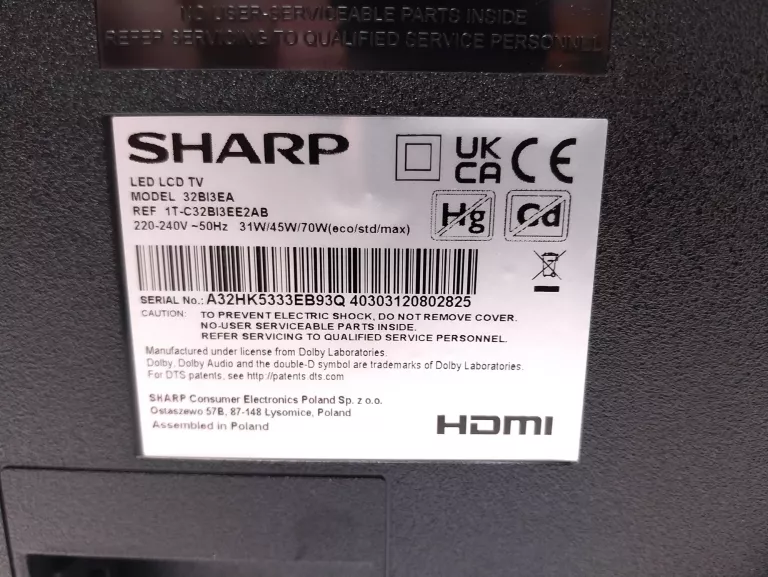 NO USER-SERVICEABLE PARTS INSIDE
REFER SERVICING TO QUALIFIED SERVICE PERSONNEL
SHARP
UK
CA
CE
LED LCD TV
MODEL 32BI3EA
REF 1T-C32BI3EE2AB
220-240V ~50Hz 31W/45W/70W(eco/std/max)
Hg
Cd
SERIAL No.: A32HK5333EB93Q 40303120802825
CAUTION: TO PREVENT ELECTRIC SHOCK, DO NOT REMOVE COVER.
NO-USER SERVICEABLE PARTS INSIDE.
REFER SERVICING TO QUALIFIED SERVICE PERSONNEL.
Manufactured under license from Dolby Laboratories.
Dolby, Dolby Audio and the double-D symbol are trademarks of Dolby Laboratories.
For DTS patents, see http://patents.dts.com
SHARP Consumer Electronics Poland Sp. z o.o.
Ostaszewo 57B, 87-148 Lysomice, Poland
Assembled in Poland
HDMI